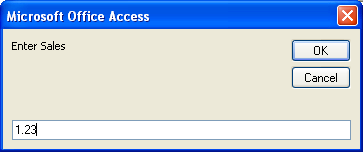 Microsoft Office Access
Enter Sales
OK
Cancel
1.23